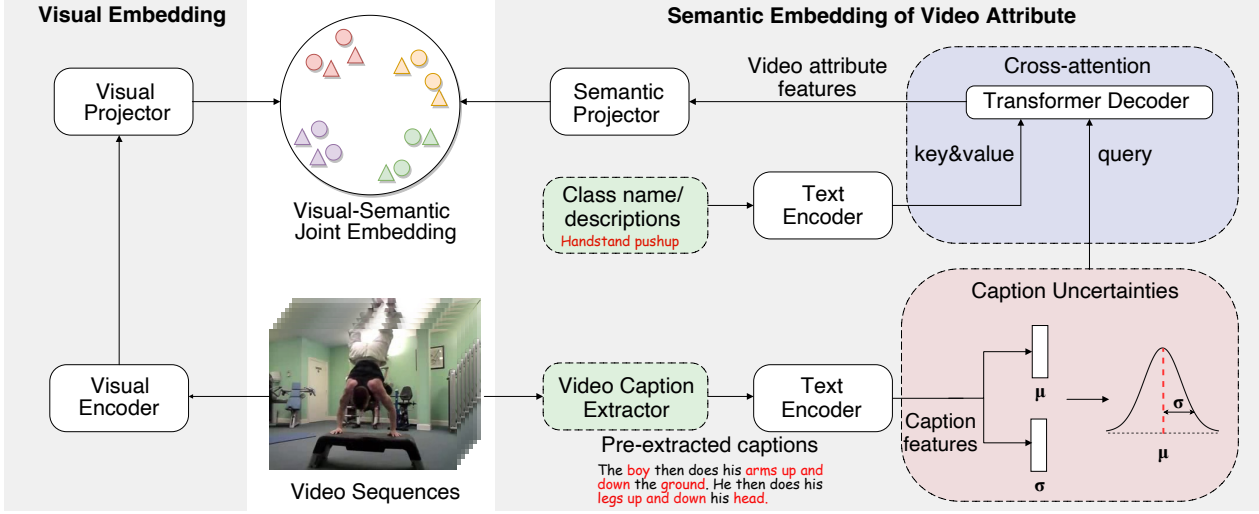 Visual Embedding
Semantic Embedding of Video Attribute
Visual
Projector
Semantic
Projector
Video attribute
features
Cross-attention
Transformer Decoder
key&value
query
Class name/
descriptions
Handstand pushup
Text
Encoder
Visual-Semantic
Joint Embedding
Caption Uncertainties
Visual
Encoder
Video Sequences
Video Caption
Extractor
Text
Encoder
Caption
features
μ
σ
σ
μ
Pre-extracted captions
The boy then does his arms up and
down the ground. He then does his
legs up and down his head.